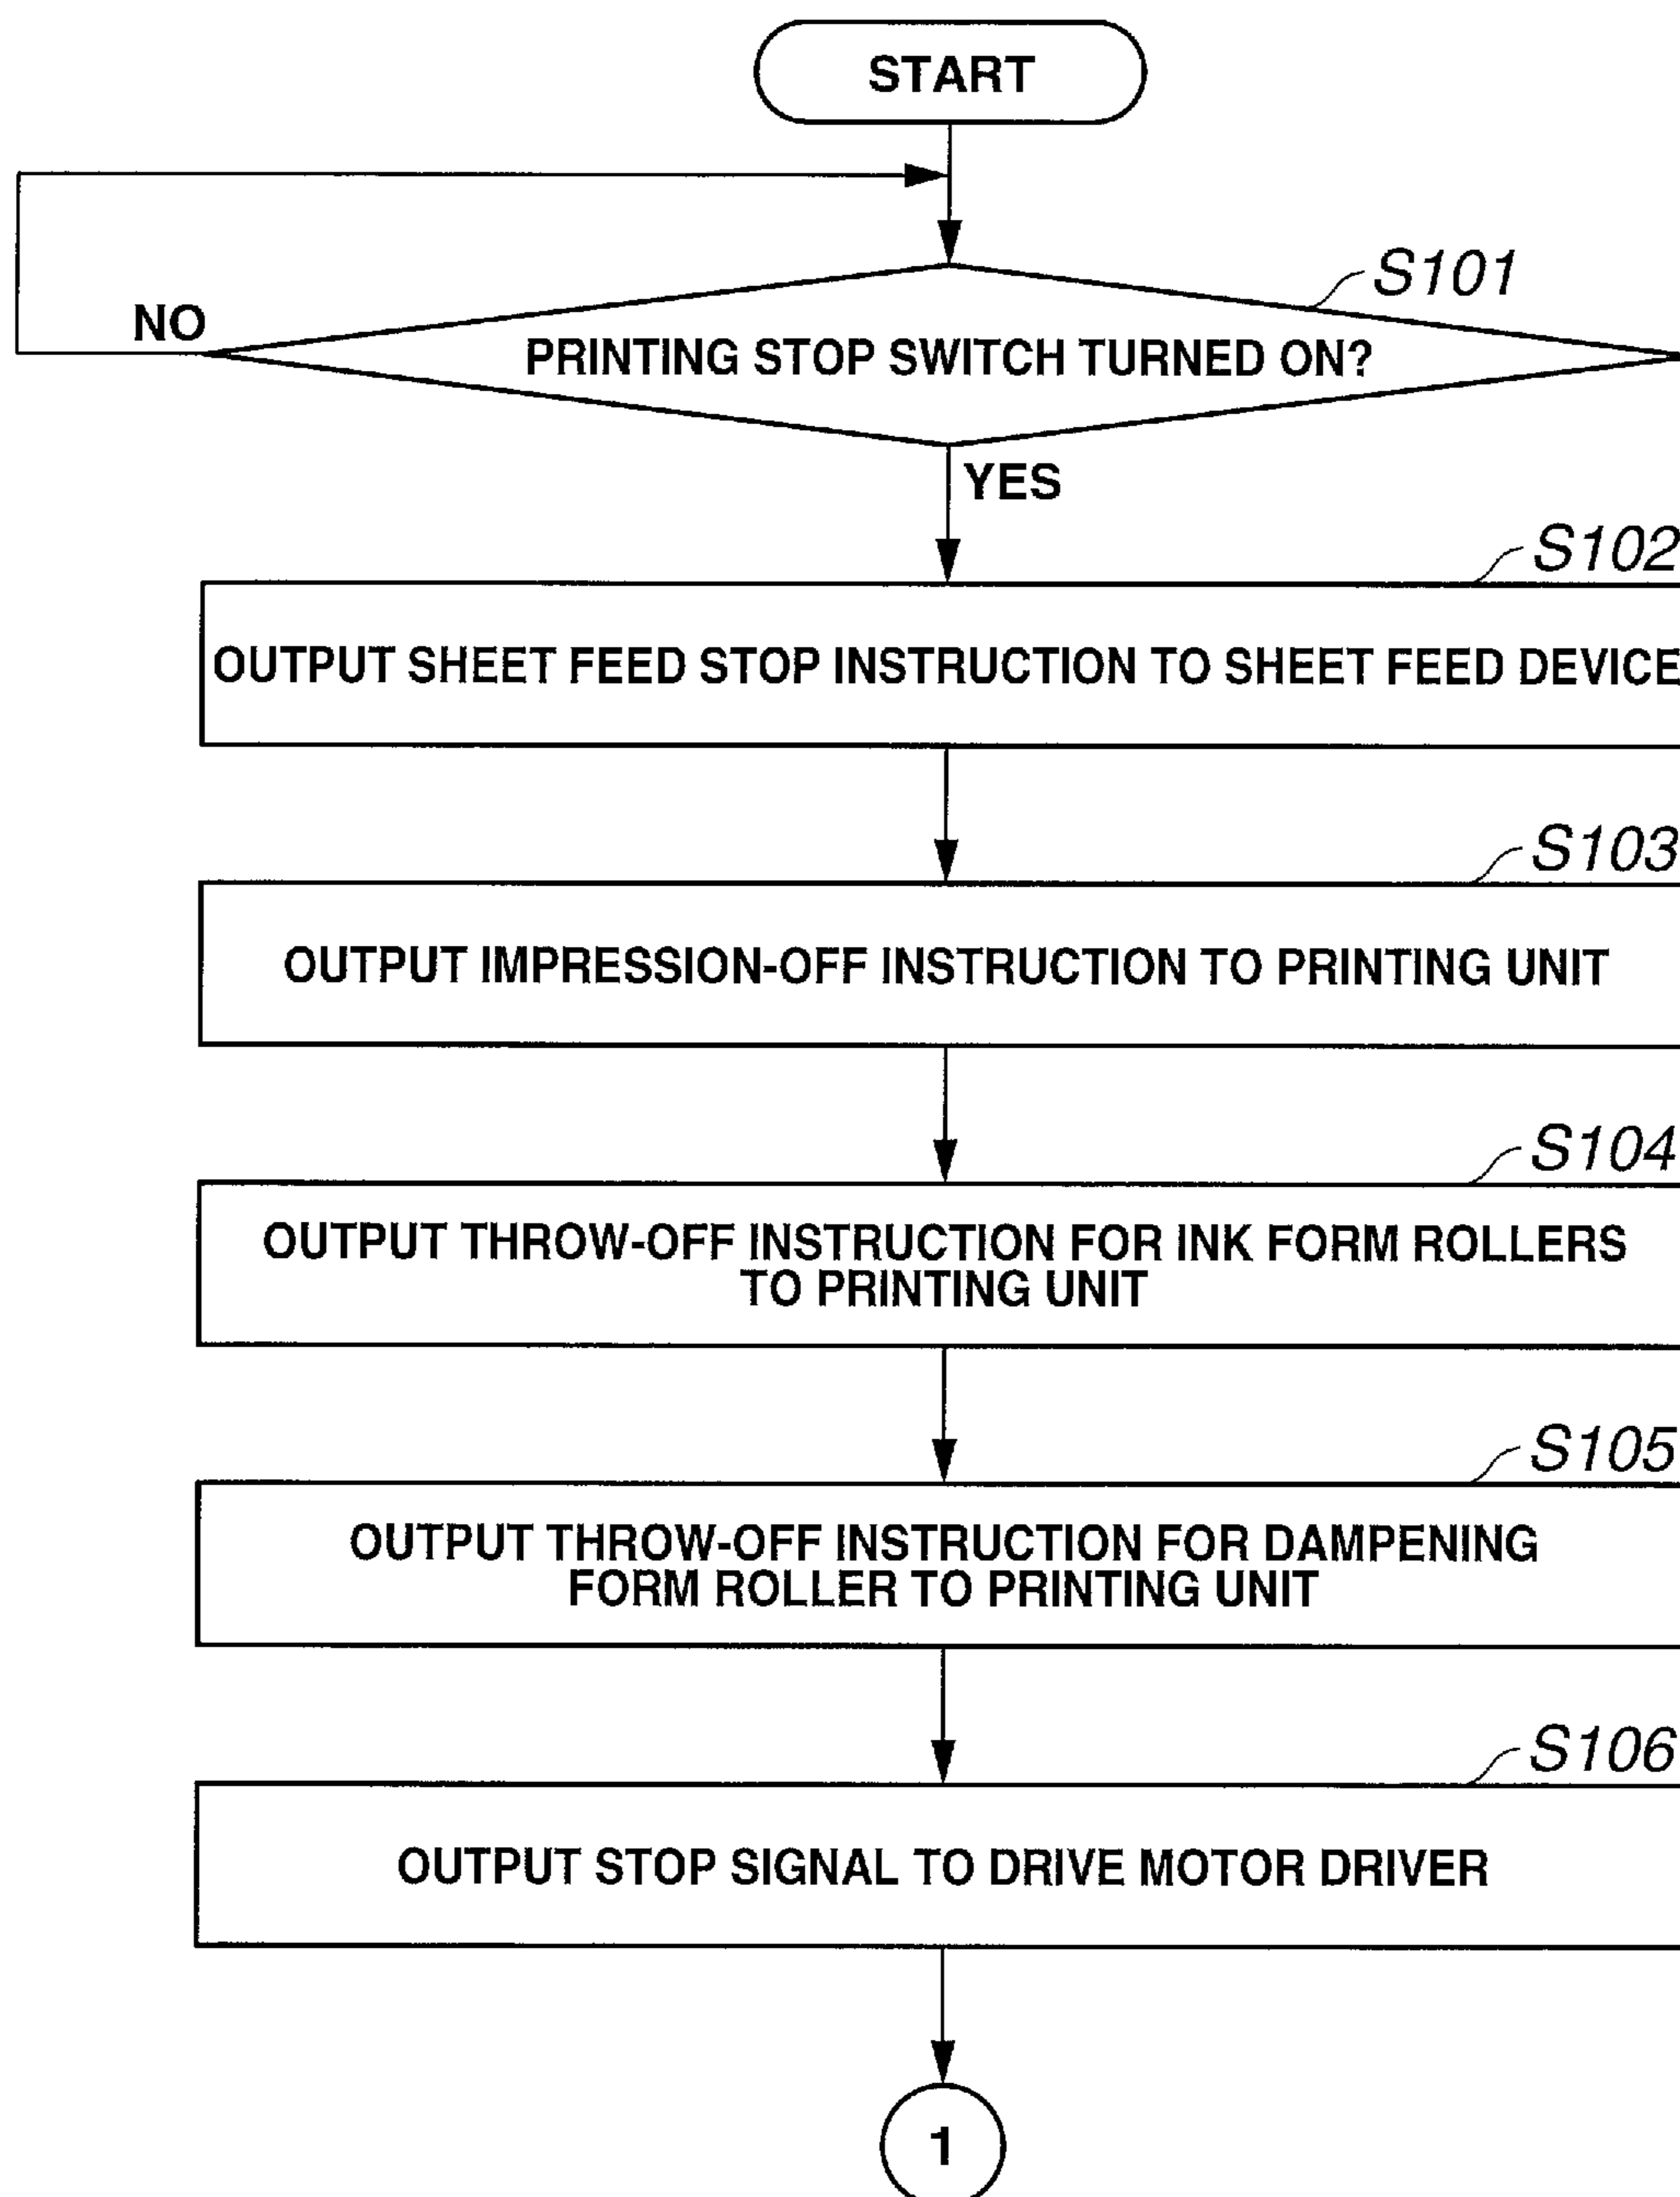 START
S101
NO
PRINTING STOP SWITCH TURNED ON?
YES
S102
OUTPUT SHEET FEED STOP INSTRUCTION TO SHEET FEED DEVICE
S103
OUTPUT IMPRESSION-OFF INSTRUCTION TO PRINTING UNIT
S104
OUTPUT THROW-OFF INSTRUCTION FOR INK FORM ROLLERS
TO PRINTING UNIT
S105
OUTPUT THROW-OFF INSTRUCTION FOR DAMPENING
FORM ROLLER TO PRINTING UNIT
S106
OUTPUT STOP SIGNAL TO DRIVE MOTOR DRIVER
1